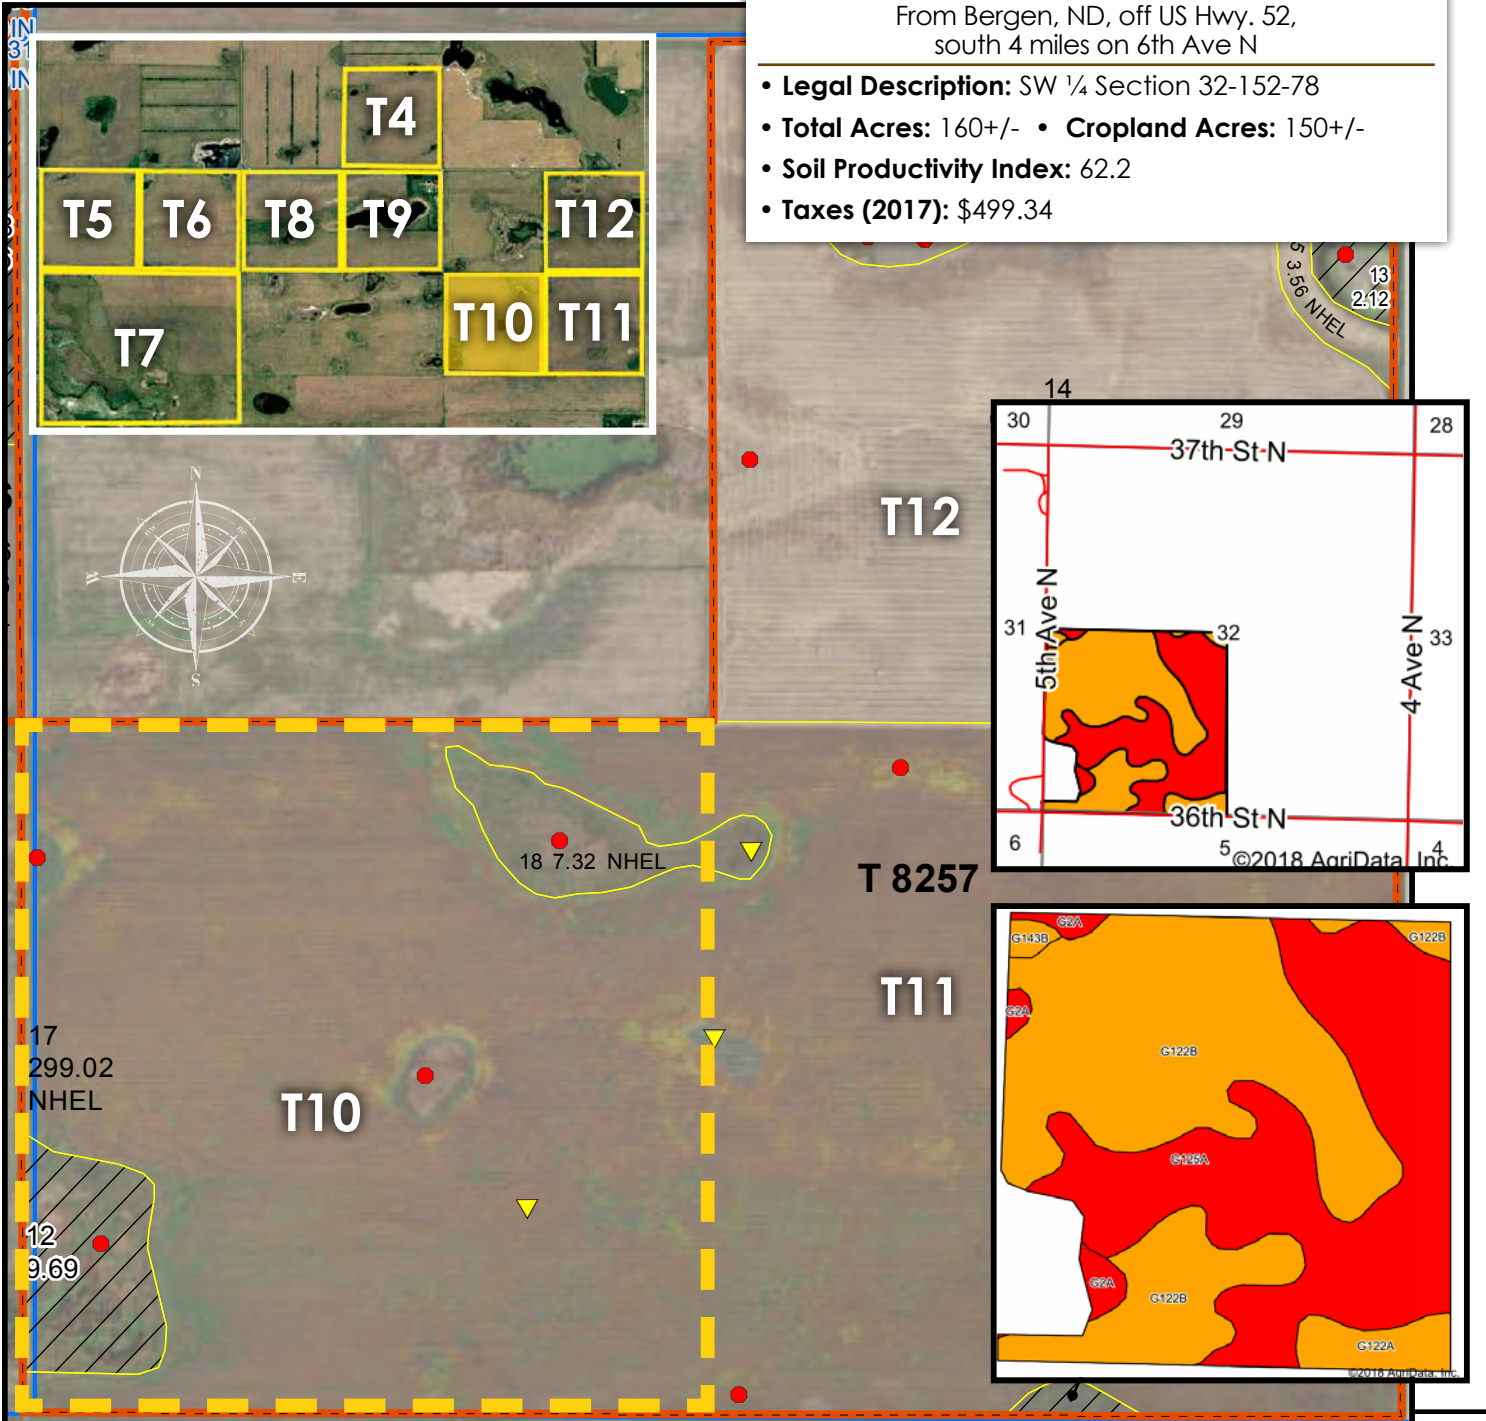 From Bergen, ND, off US Hwy. 52,
south 4 miles on 6th Ave N
• Legal Description: SW ¼ Section 32-152-78
• Total Acres: 160+/- • Cropland Acres: 150+/-
• Soil Productivity Index: 62.2
• Taxes (2017): $499.34
IN
IN
T4
T5
T6
T8
T9
T12
T7
T10
T11
3.56 NHEL
13
2.12
14
N
W
E
S
T12
30
29
28
37th St N
31
5th Ave N
32
4 Ave N
33
36th St N
6
5
4
©2018 AgriData, Inc.
18 7.32 NHEL
T 8257
T11
17
299.02
NHEL
T10
12
9.69
G2A
G143B
G122B
G2A
G122B
G125A
G2A
G122B
G122A
©2018 AgriData, Inc.